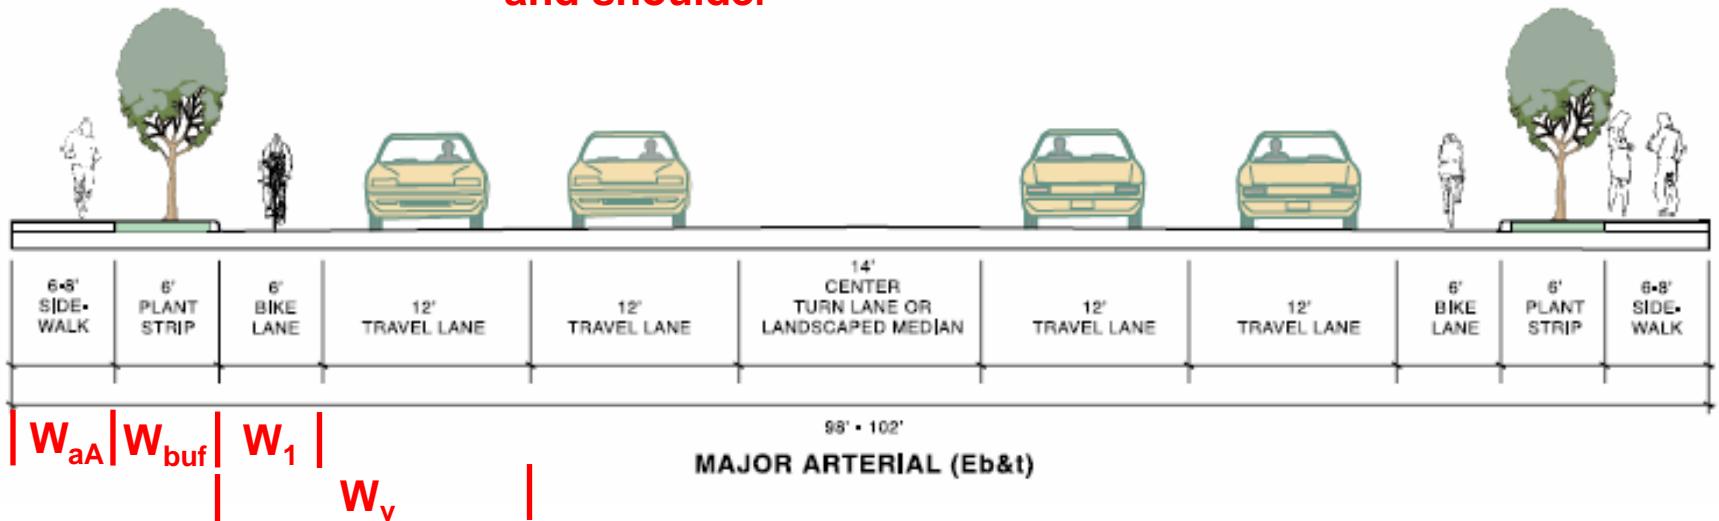 and shoulder
6-8'
SIDE-
WALK
6'
PLANT
STRIP
6'
BIKE
LANE
12'
TRAVEL LANE
12'
TRAVEL LANE
14'
CENTER
TURN LANE OR
LANDSCAPED MEDIAN
12'
TRAVEL LANE
12'
TRAVEL LANE
6'
BIKE
LANE
6'
PLANT
STRIP
6-8'
SIDE-
WALK
98' - 102'
WaA Wbuf W1
Wv
MAJOR ARTERIAL (Eb&t)